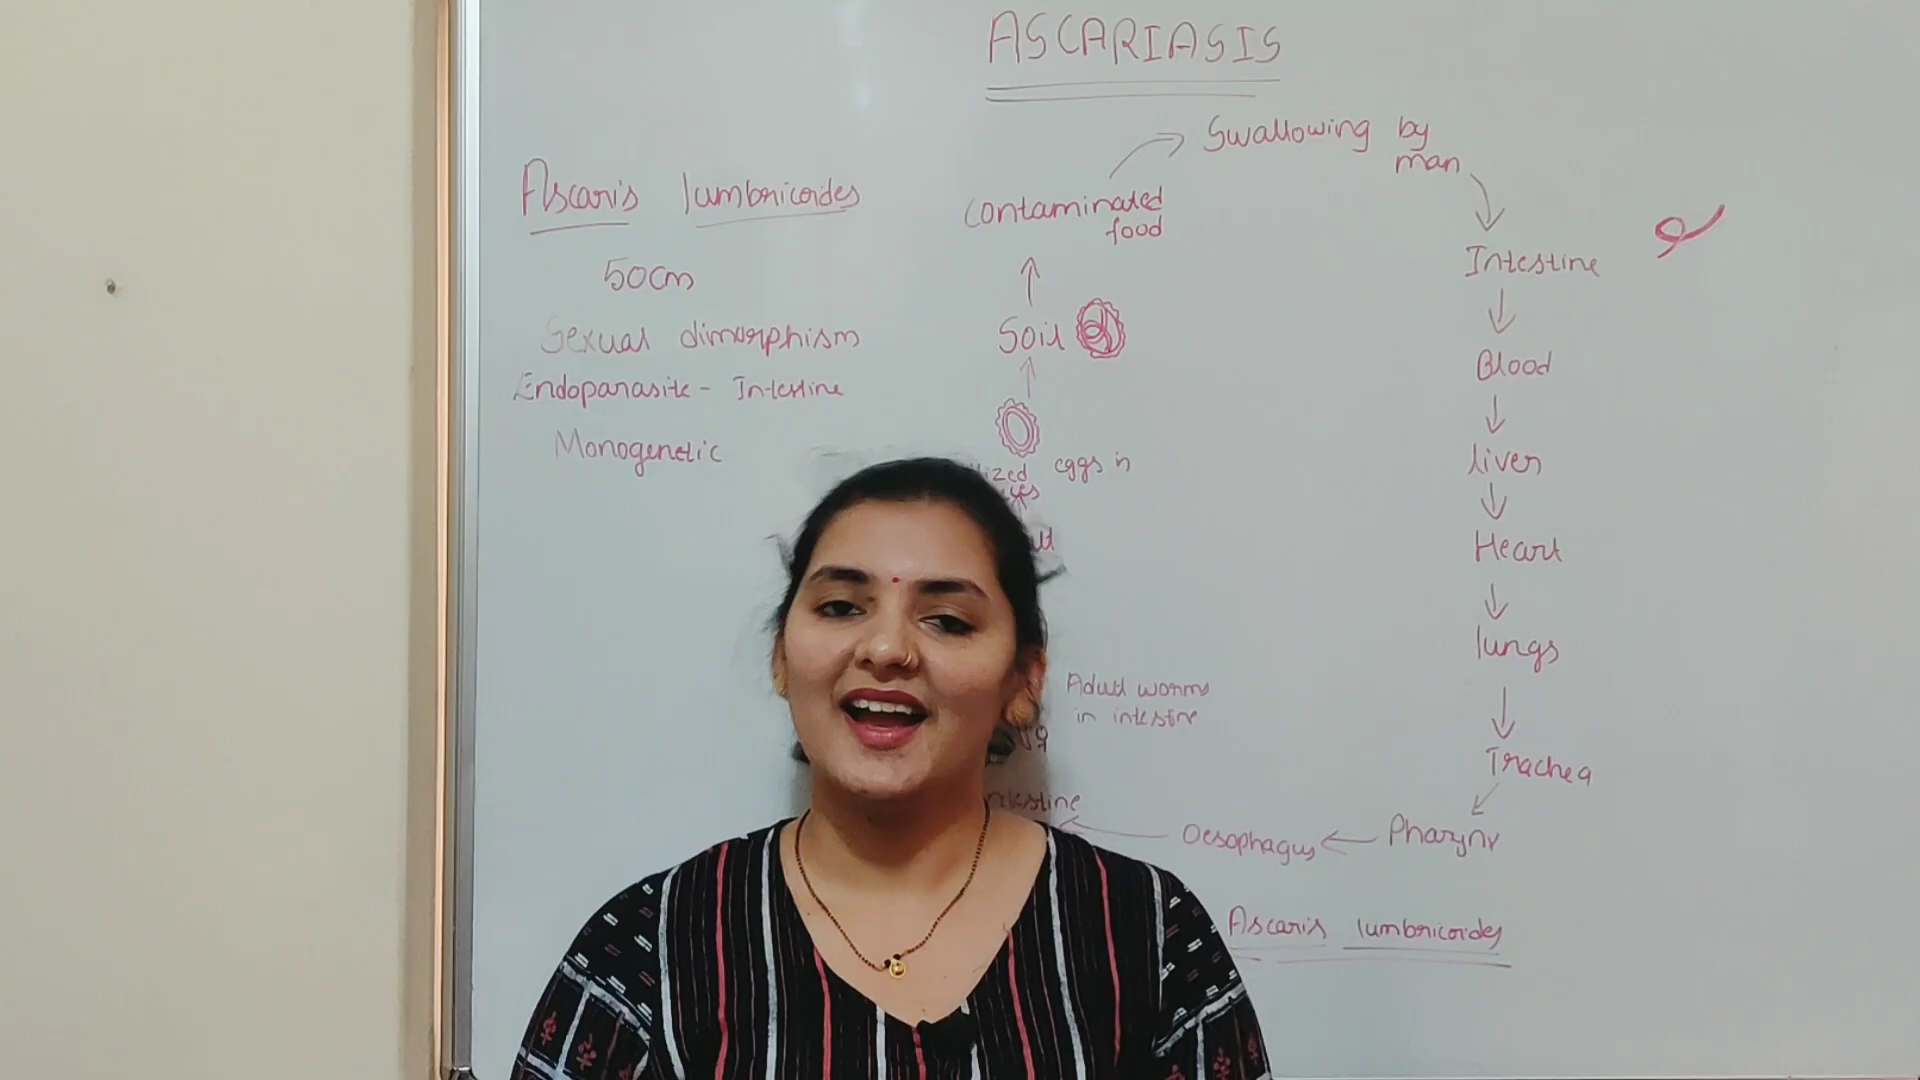 ASCARIASIS
Ascaris lumbricoides
50cm
Sexual dimorphism
Endoparasite - Intestine
Monogenetic
Swallowing by
man
Contaminated
food
Soil
eggs in
Intestine
Blood
liver
Heart
lungs
Trachea
Pharynx
Oesophagus
Adult worms
in intestine
Ascaris lumbricoides